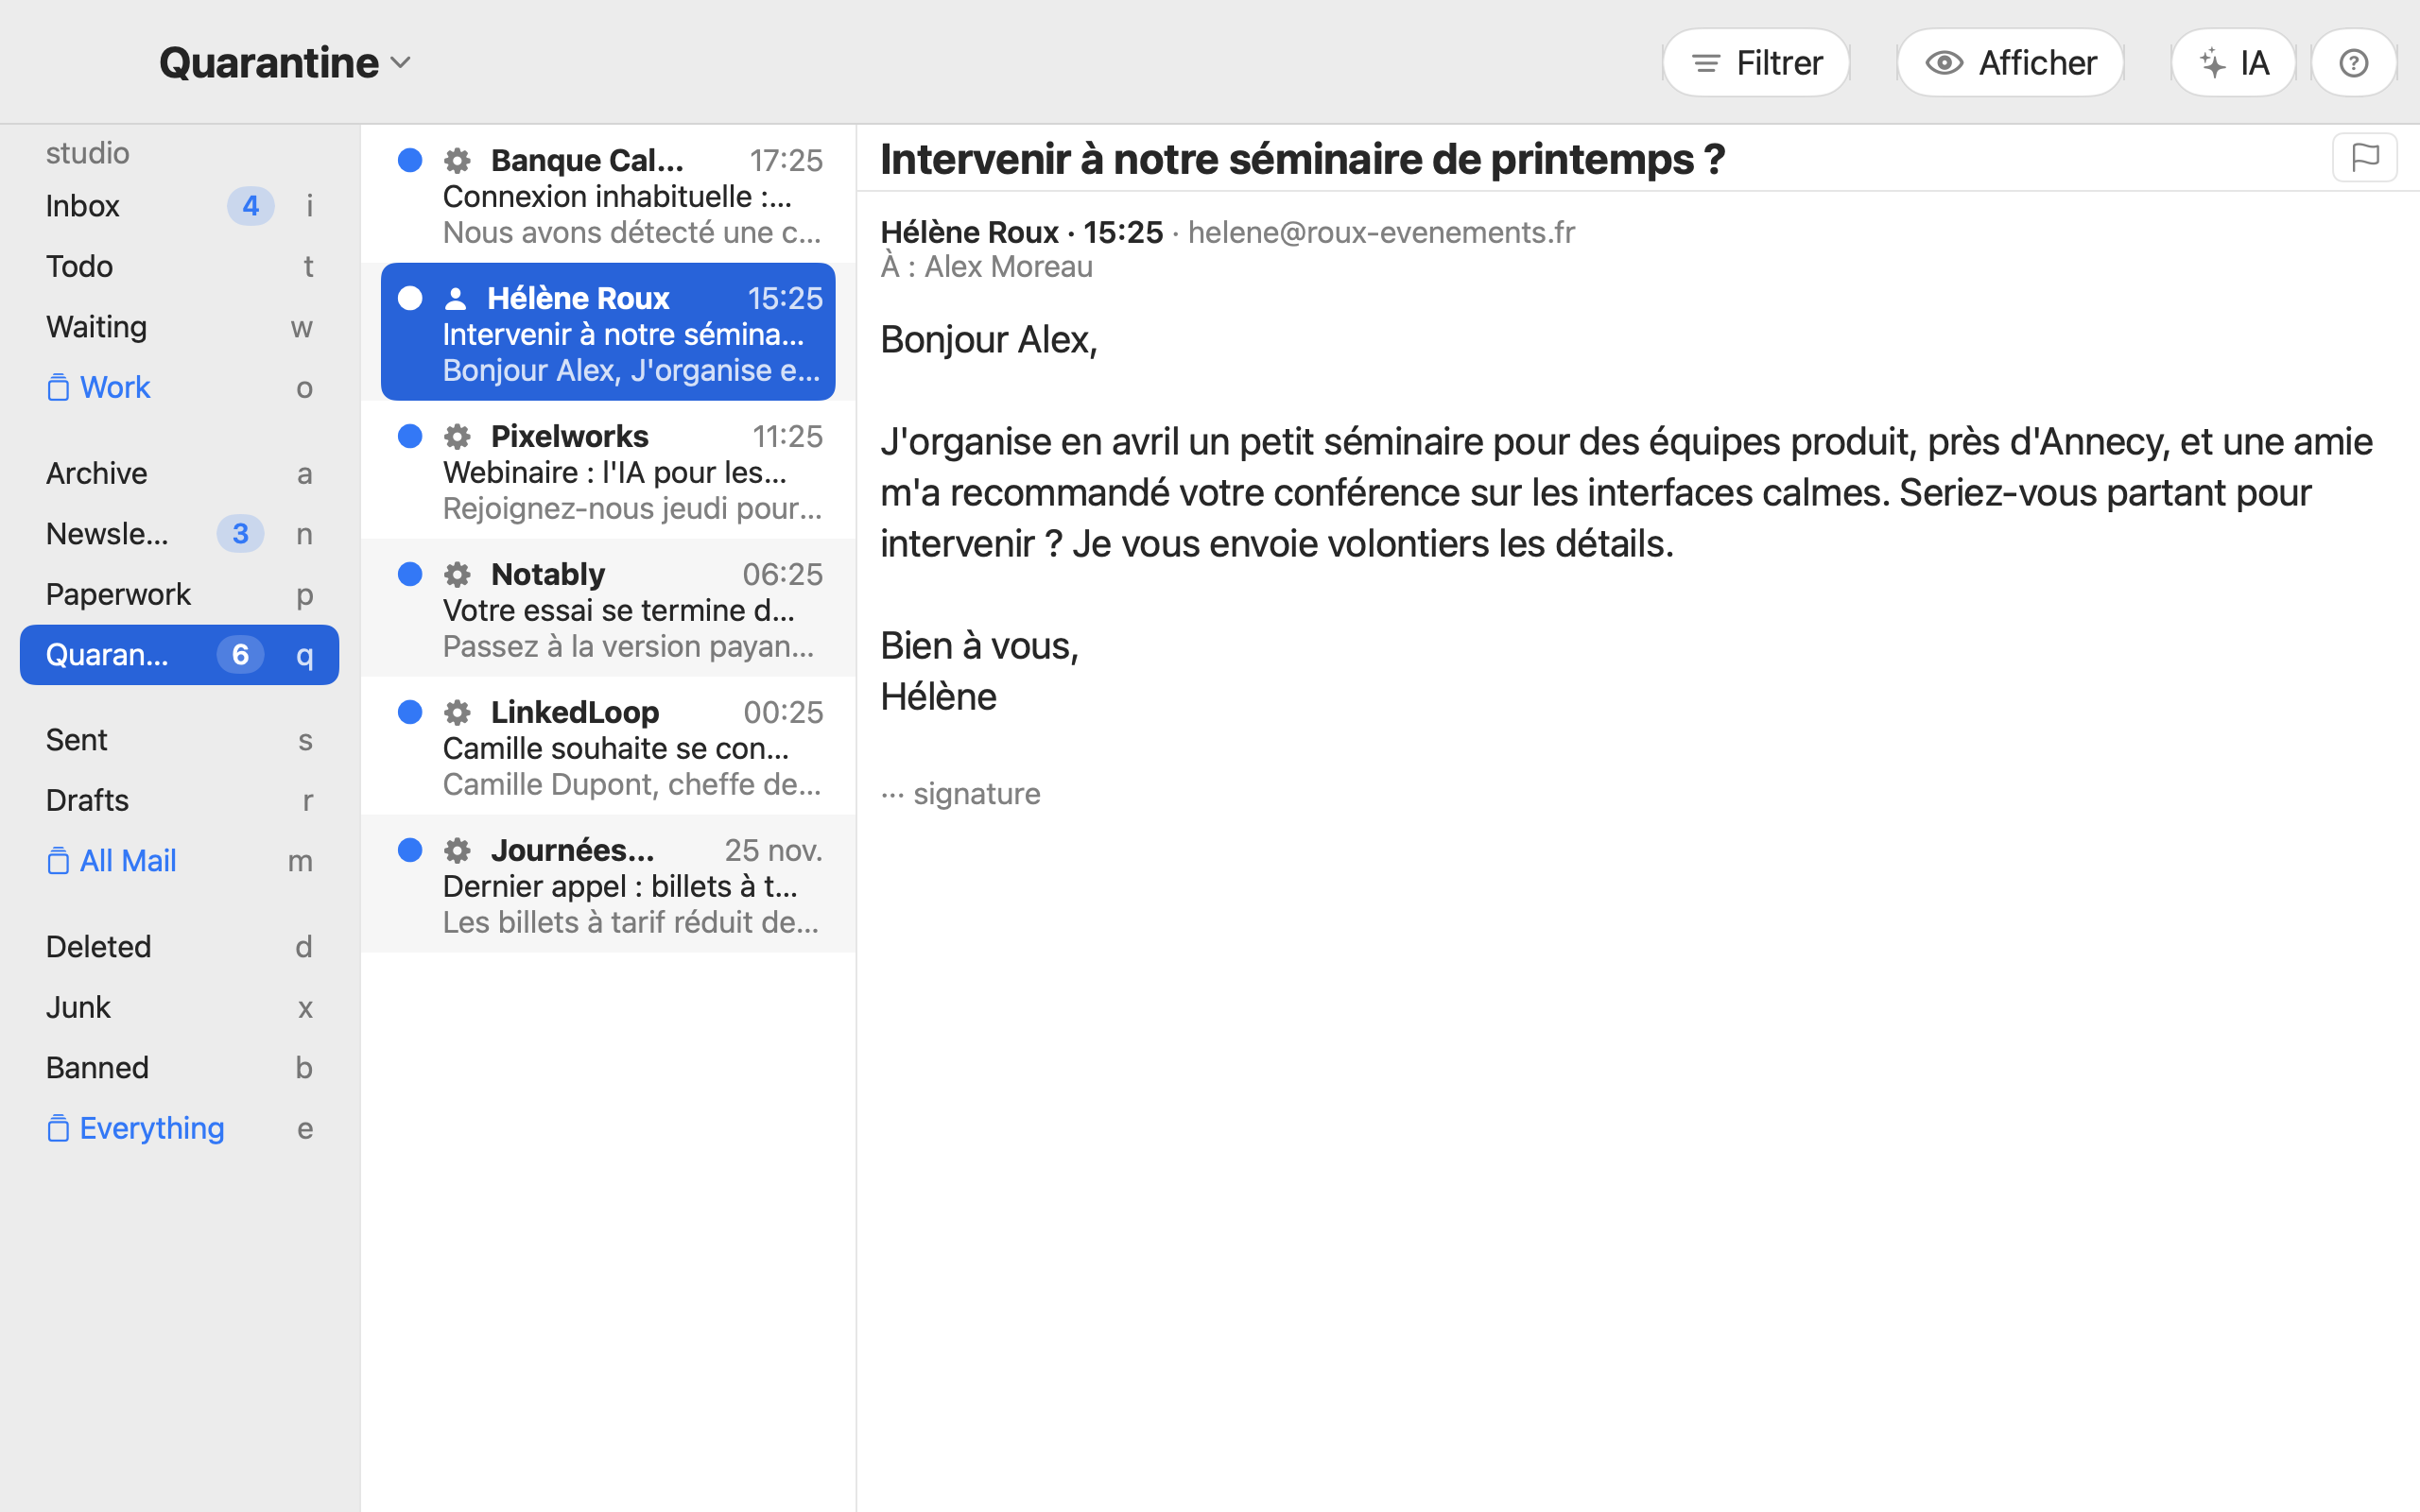 Quarantine
Filtrer
Afficher
IA
?
studio
Inbox 4 i
Todo t
Waiting w
Work o
Archive a
Newsle... 3 n
Paperwork p
Quaran... 6 q
Sent s
Drafts r
All Mail m
Deleted d
Junk x
Banned b
Everything e
Banque Cal... 17:25
Connexion inhabituelle :...
Nous avons détecté une c...
Hélène Roux 15:25
Intervenir à notre sémina...
Bonjour Alex, J'organise e...
Pixelworks 11:25
Webinaire : l'IA pour les...
Rejoignez-nous jeudi pour...
Notably 06:25
Votre essai se termine d...
Passez à la version payan...
LinkedLoop 00:25
Camille souhaite se con...
Camille Dupont, cheffe de...
Journées... 25 nov.
Dernier appel : billets à t...
Les billets à tarif réduit de...
Intervenir à notre séminaire de printemps ?
Hélène Roux · 15:25 · helene@roux-evenements.fr
À : Alex Moreau
Bonjour Alex,
J'organise en avril un petit séminaire pour des équipes produit, près d'Annecy, et une amie
m'a recommandé votre conférence sur les interfaces calmes. Seriez-vous partant pour
intervenir ? Je vous envoie volontiers les détails.
Bien à vous,
Hélène
··· signature